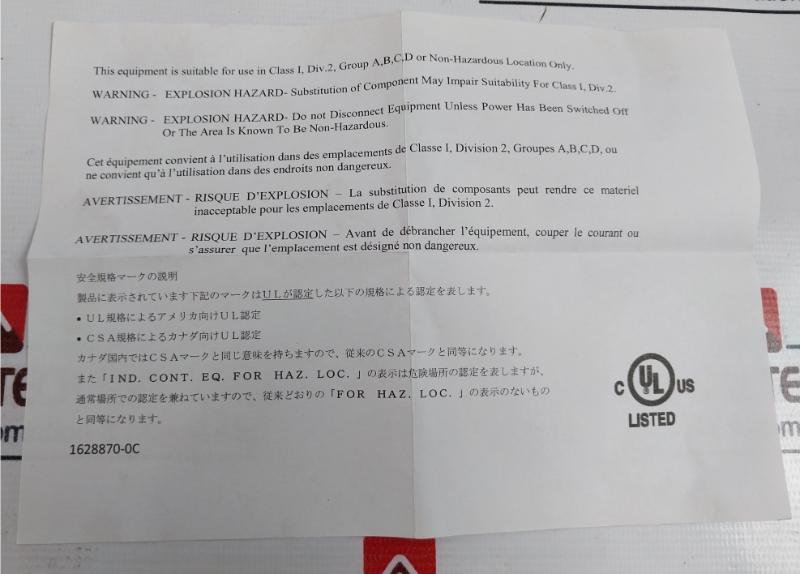 This equipment is suitable for use in Class I, Div.2, Group A,B,C,D or Non-Hazardous Location Only.
WARNING - EXPLOSION HAZARD- Substitution of Component May Impair Suitability For Class I, Div.2.
WARNING - EXPLOSION HAZARD- Do not Disconnect Equipment Unless Power Has Been Switched Off
Or The Area Is Known To Be Non-Hazardous.
Cet équipement convient à l'utilisation dans des emplacements de Classe I, Division 2, Groupes A,B,C,D, ou
ne convient qu'à l'utilisation dans des endroits non dangereux.
AVERTISSEMENT - RISQUE D'EXPLOSION – La substitution de composants peut rendre ce materiel
inacceptable pour les emplacements de Classe I, Division 2.
AVERTISSEMENT - RISQUE D'EXPLOSION – Avant de débrancher l'équipement, couper le courant ou
s'assurer que l'emplacement est désigné non dangereux.
安全規格マークの説明
製品に表示されています下記のマークはULが認定した以下の規格による認定を表します。
• UL規格によるアメリカ向けUL認定
• CSA規格によるカナダ向けUL認定
カナダ国内ではCSAマークと同じ意味を持ちますので、従来のCSAマークと同等になります。
また「IND. CONT. EQ. FOR HAZ. LOC.」の表示は危険場所の認定を表しますが、
通常場所での認定を兼ねていますので、従来どおりの「FOR HAZ. LOC.」の表示のないもの
と同等になります。
1628870-0C
C UL US
LISTED